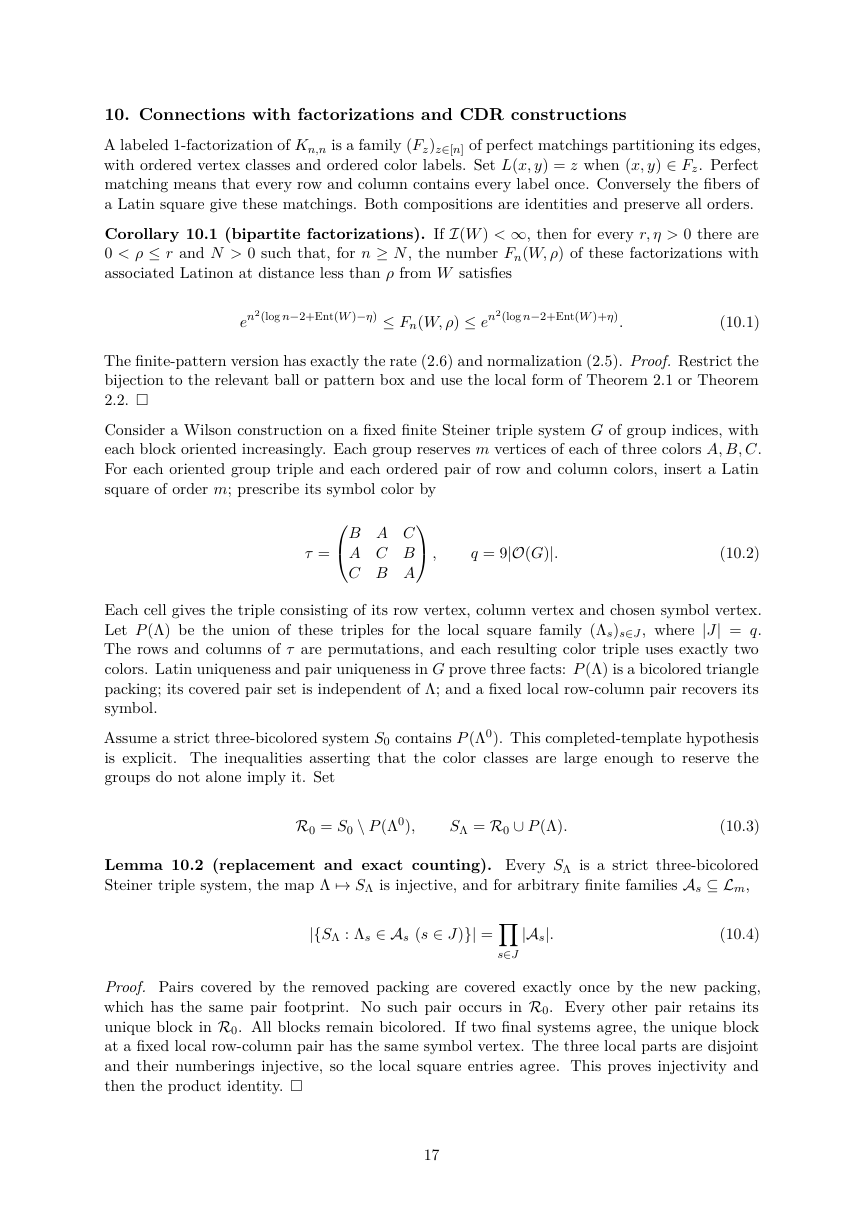 10. Connections with factorizations and CDR constructions
A labeled 1-factorization of Kₙ,ₙ is a family (F_z)_{z∈[n]} of perfect matchings partitioning its edges,
with ordered vertex classes and ordered color labels. Set L(x, y) = z when (x, y) ∈ F_z. Perfect
matching means that every row and column contains every label once. Conversely the fibers of
a Latin square give these matchings. Both compositions are identities and preserve all orders.
Corollary 10.1 (bipartite factorizations). If ℐ(W) < ∞, then for every r, η > 0 there are
0 < ρ ≤ r and N > 0 such that, for n ≥ N, the number Fₙ(W, ρ) of these factorizations with
associated Latinon at distance less than ρ from W satisfies
e^{n²(log n−2+Ent(W)−η)} ≤ Fₙ(W, ρ) ≤ e^{n²(log n−2+Ent(W)+η)}. (10.1)
The finite-pattern version has exactly the rate (2.6) and normalization (2.5). Proof. Restrict the
bijection to the relevant ball or pattern box and use the local form of Theorem 2.1 or Theorem
2.2. □
Consider a Wilson construction on a fixed finite Steiner triple system G of group indices, with
each block oriented increasingly. Each group reserves m vertices of each of three colors A, B, C.
For each oriented group triple and each ordered pair of row and column colors, insert a Latin
square of order m; prescribe its symbol color by
B A C
τ = ( A C B ) , q = 9|𝒪(G)|. (10.2)
C B A
Each cell gives the triple consisting of its row vertex, column vertex and chosen symbol vertex.
Let P(Λ) be the union of these triples for the local square family (Λ_s)_{s∈J}, where |J| = q.
The rows and columns of τ are permutations, and each resulting color triple uses exactly two
colors. Latin uniqueness and pair uniqueness in G prove three facts: P(Λ) is a bicolored triangle
packing; its covered pair set is independent of Λ; and a fixed local row-column pair recovers its
symbol.
Assume a strict three-bicolored system S₀ contains P(Λ⁰). This completed-template hypothesis
is explicit. The inequalities asserting that the color classes are large enough to reserve the
groups do not alone imply it. Set
ℛ₀ = S₀ \ P(Λ⁰), S_Λ = ℛ₀ ∪ P(Λ). (10.3)
Lemma 10.2 (replacement and exact counting). Every S_Λ is a strict three-bicolored
Steiner triple system, the map Λ ↦ S_Λ is injective, and for arbitrary finite families 𝒜_s ⊆ ℒ_m,
|{S_Λ : Λ_s ∈ 𝒜_s (s ∈ J)}| = ∏_{s∈J} |𝒜_s|. (10.4)
Proof. Pairs covered by the removed packing are covered exactly once by the new packing,
which has the same pair footprint. No such pair occurs in ℛ₀. Every other pair retains its
unique block in ℛ₀. All blocks remain bicolored. If two final systems agree, the unique block
at a fixed local row-column pair has the same symbol vertex. The three local parts are disjoint
and their numberings injective, so the local square entries agree. This proves injectivity and
then the product identity. □
17